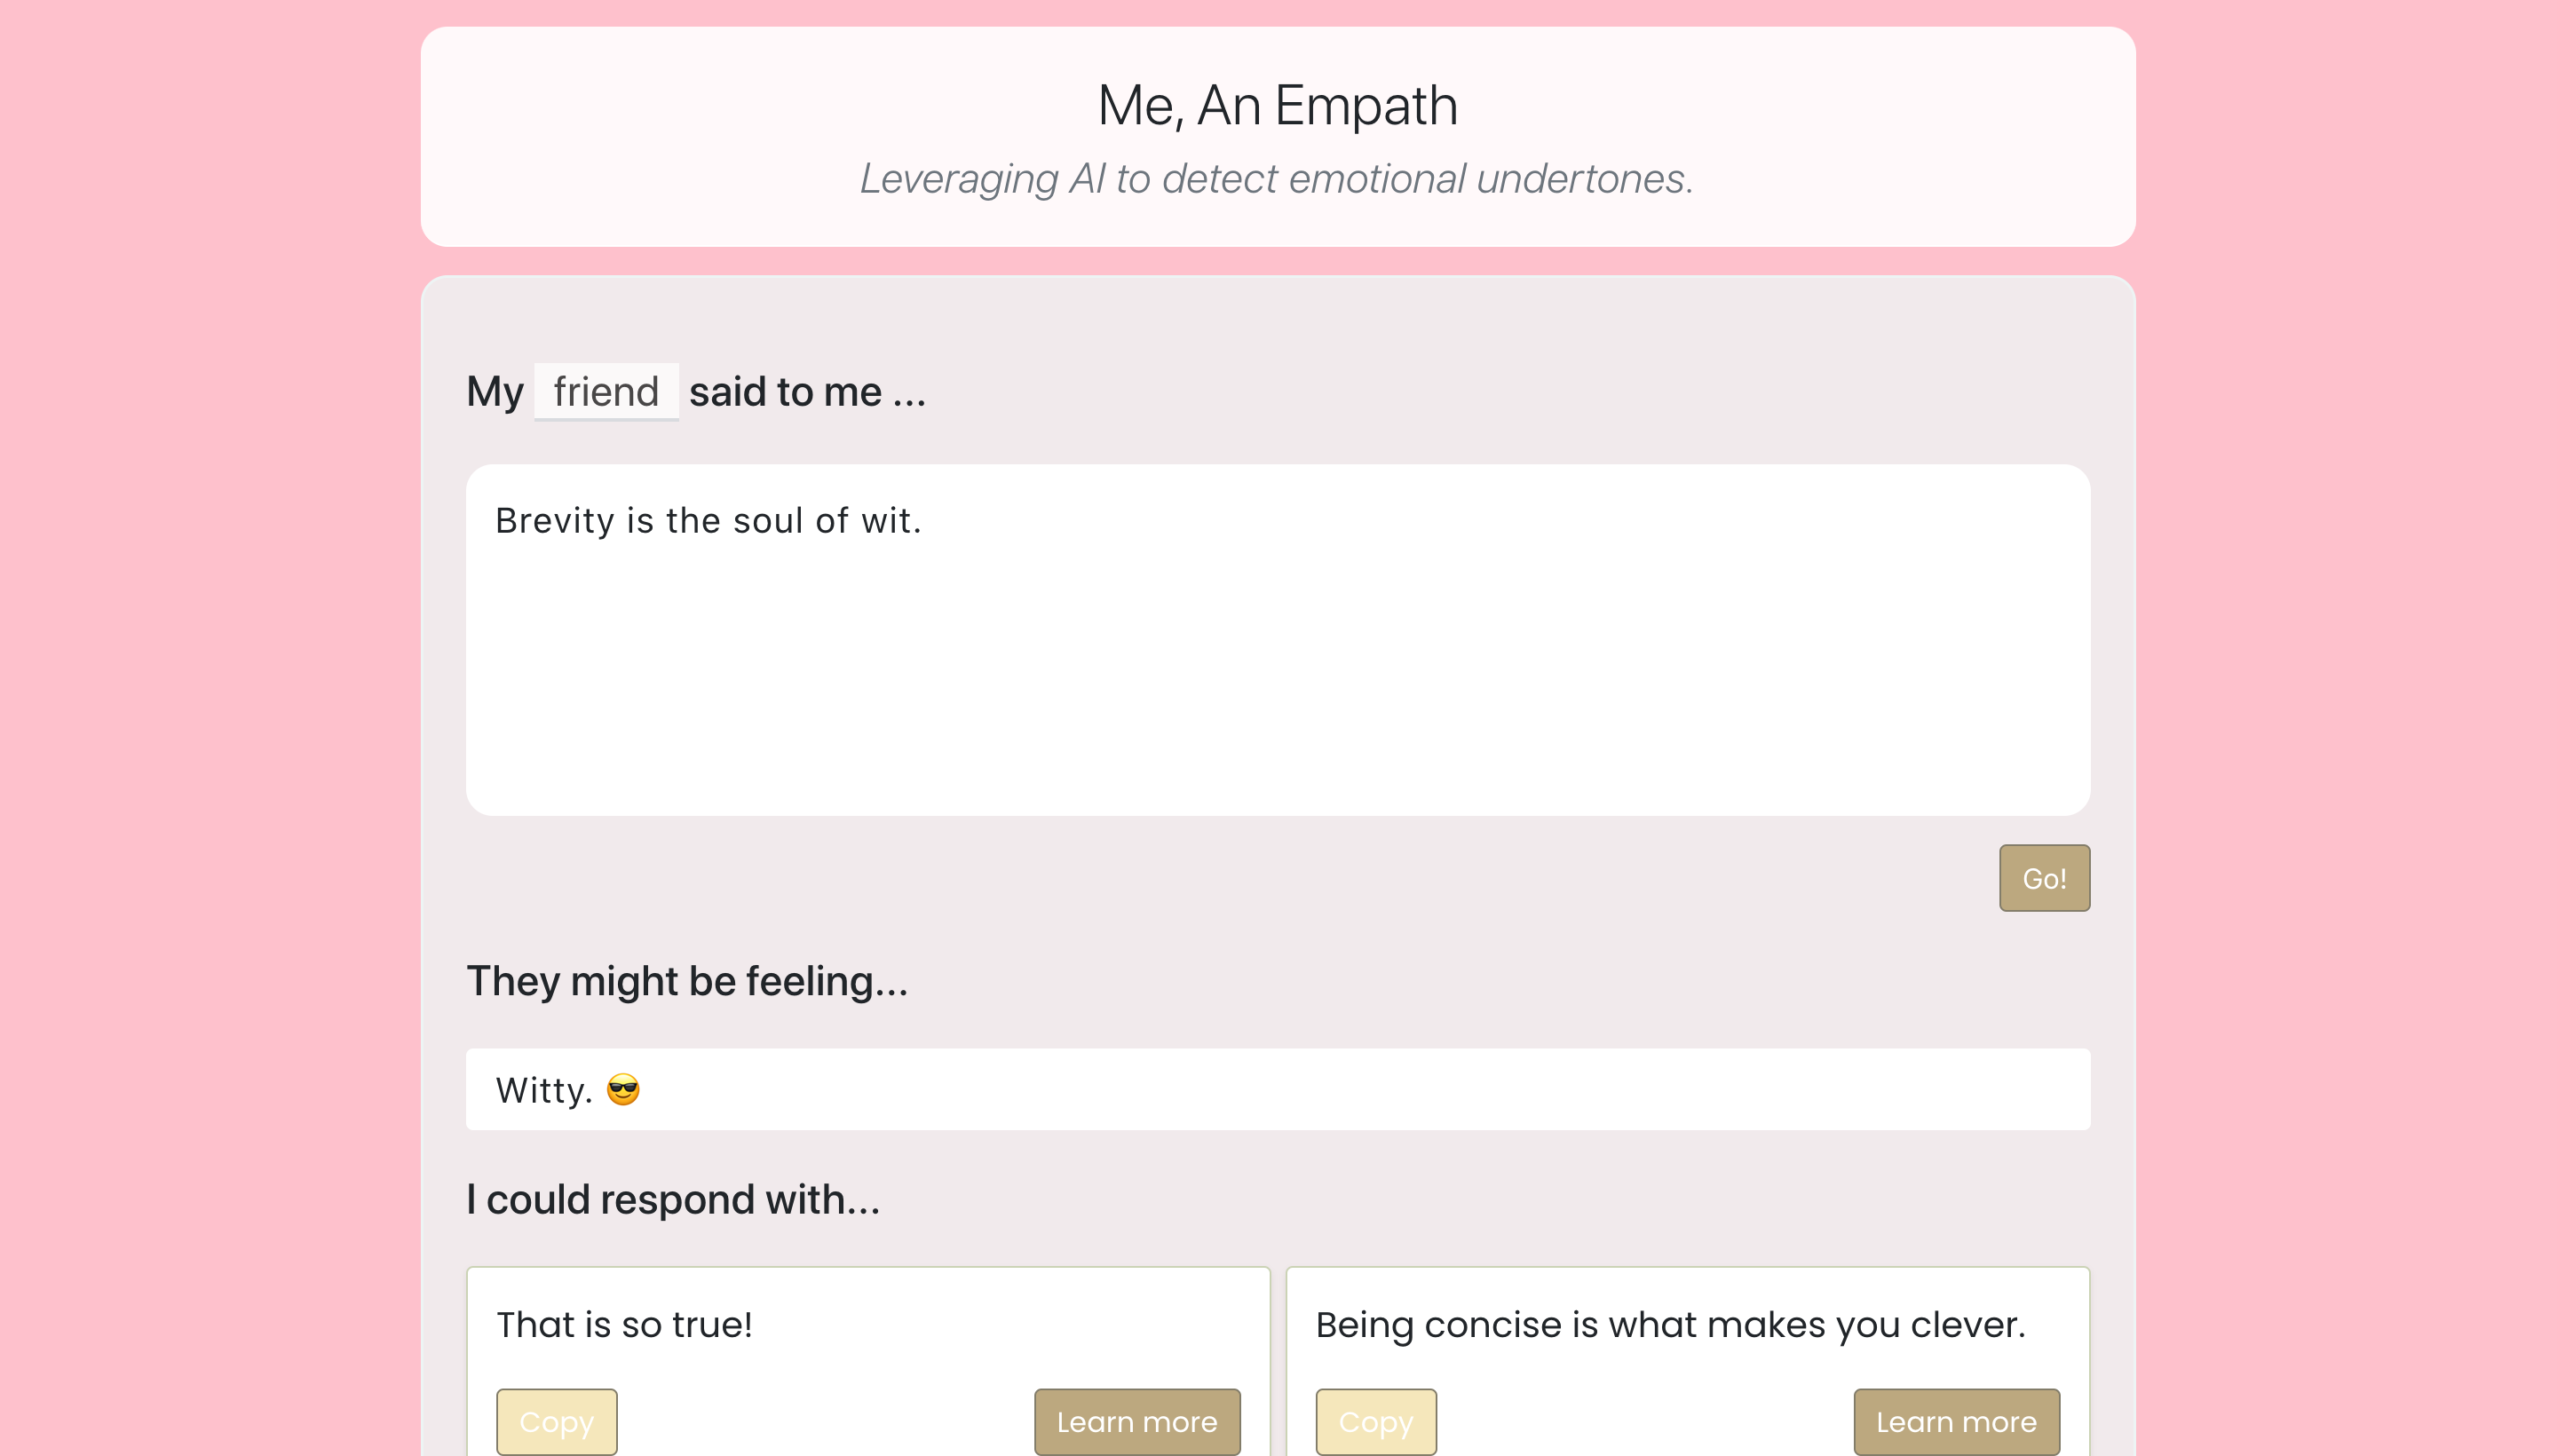 Me, An Empath
Leveraging AI to detect emotional undertones.
My friend said to me ...
Brevity is the soul of wit.
Go!
They might be feeling...
Witty. 😎
I could respond with...
That is so true!
Copy
Learn more
Being concise is what makes you clever.
Copy
Learn more